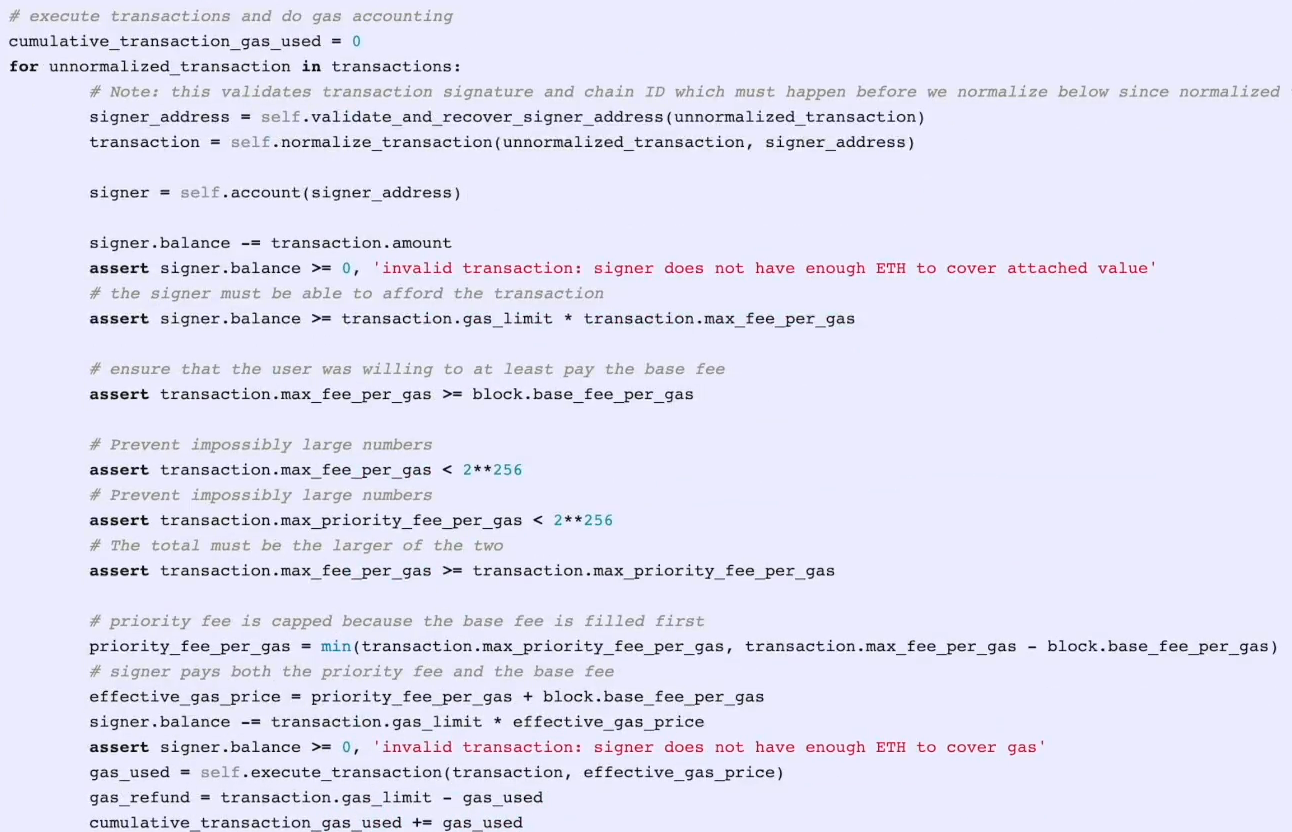 # execute transactions and do gas accounting
cumulative_transaction_gas_used = 0
for unnormalized_transaction in transactions:
# Note: this validates transaction signature and chain ID which must happen before we normalize below since normalized
signer_address = self.validate_and_recover_signer_address(unnormalized_transaction)
transaction = self.normalize_transaction(unnormalized_transaction, signer_address)
signer = self.account(signer_address)
signer.balance -= transaction.amount
assert signer.balance >= 0, 'invalid transaction: signer does not have enough ETH to cover attached value'
# the signer must be able to afford the transaction
assert signer.balance >= transaction.gas_limit * transaction.max_fee_per_gas
# ensure that the user was willing to at least pay the base fee
assert transaction.max_fee_per_gas >= block.base_fee_per_gas
# Prevent impossibly large numbers
assert transaction.max_fee_per_gas < 2**256
# Prevent impossibly large numbers
assert transaction.max_priority_fee_per_gas < 2**256
# The total must be the larger of the two
assert transaction.max_fee_per_gas >= transaction.max_priority_fee_per_gas
# priority fee is capped because the base fee is filled first
priority_fee_per_gas = min(transaction.max_priority_fee_per_gas, transaction.max_fee_per_gas - block.base_fee_per_gas)
# signer pays both the priority fee and the base fee
effective_gas_price = priority_fee_per_gas + block.base_fee_per_gas
signer.balance -= transaction.gas_limit * effective_gas_price
assert signer.balance >= 0, 'invalid transaction: signer does not have enough ETH to cover gas'
gas_used = self.execute_transaction(transaction, effective_gas_price)
gas_refund = transaction.gas_limit - gas_used
cumulative_transaction_gas_used += gas_used